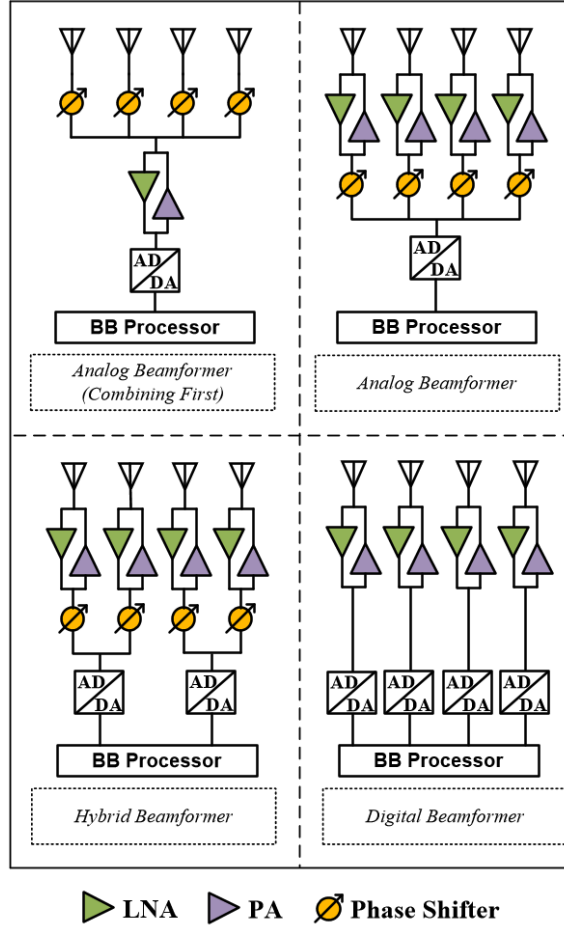 AD
DA
BB Processor
Analog Beamformer
(Combining First)
AD
DA
BB Processor
Analog Beamformer
AD
DA
AD
DA
BB Processor
Hybrid Beamformer
AD
DA
AD
DA
AD
DA
AD
DA
BB Processor
Digital Beamformer
LNA PA Phase Shifter